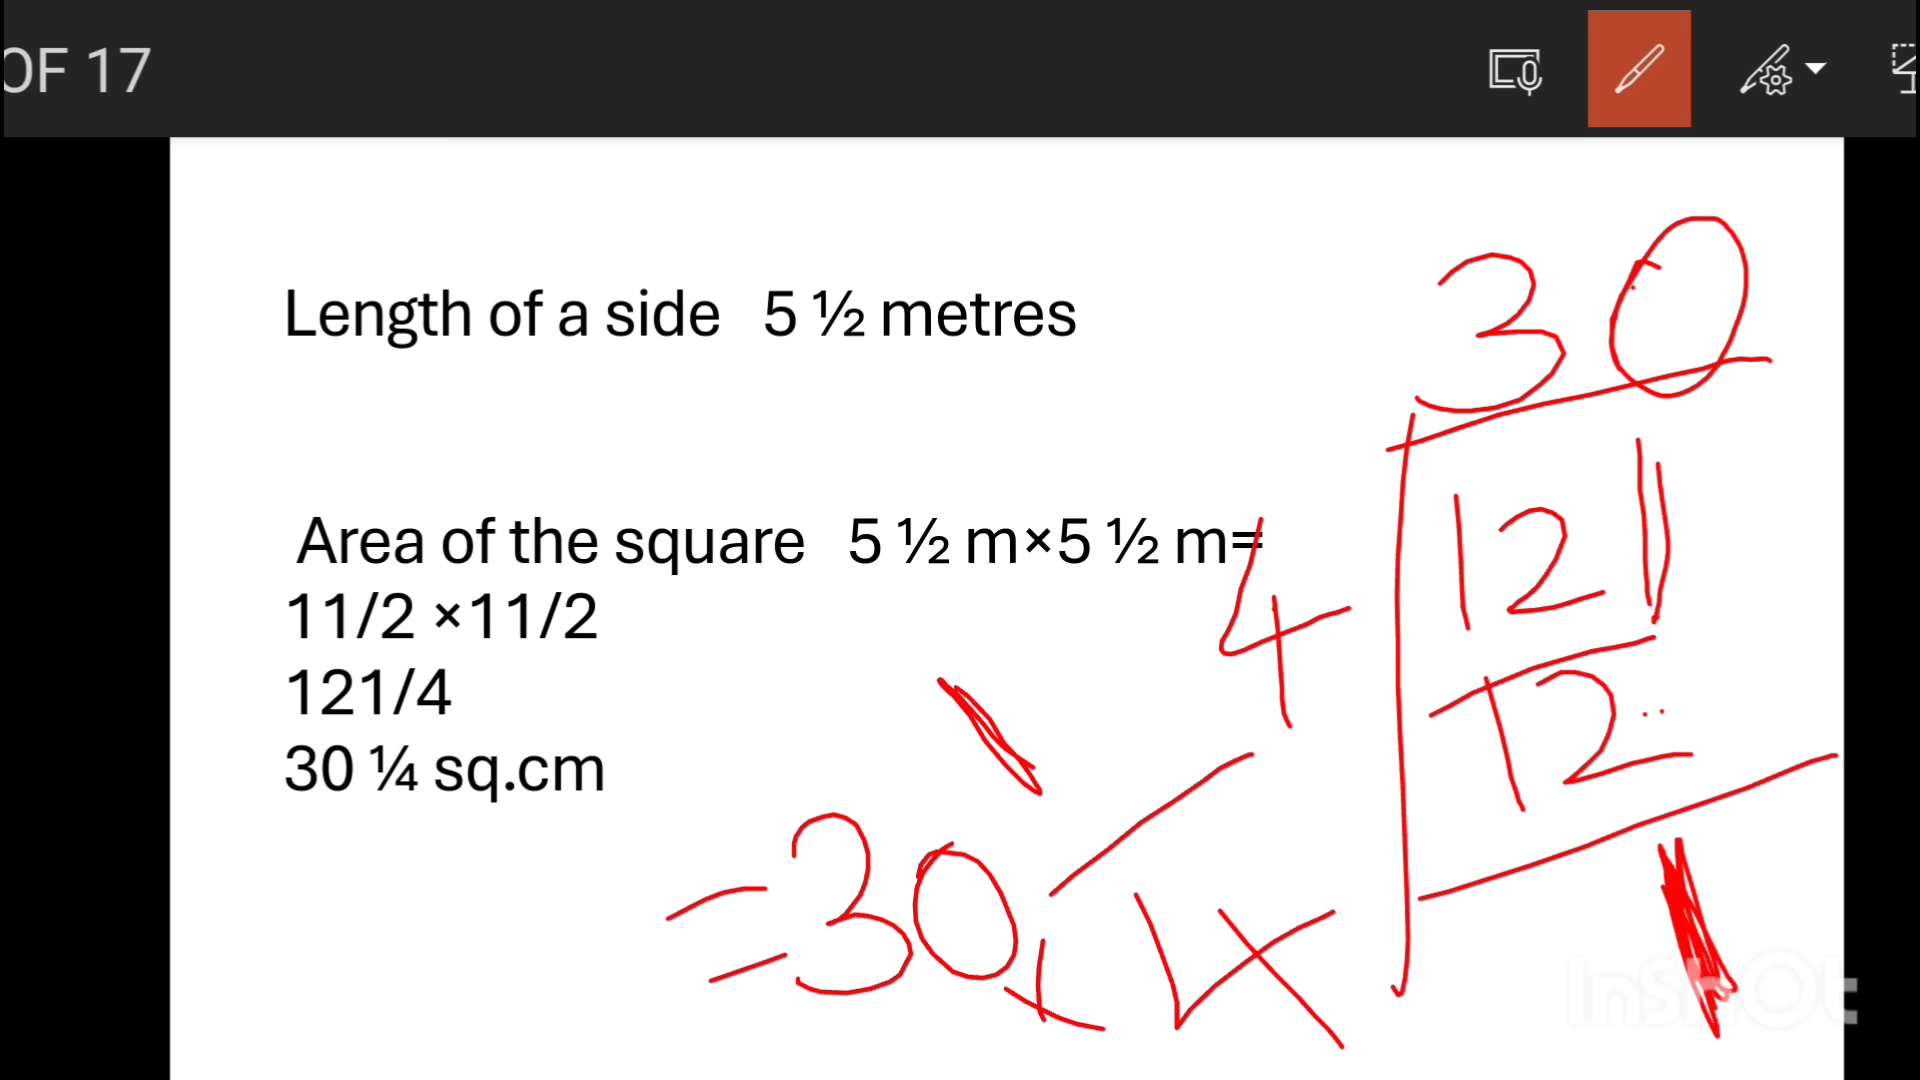 OF 17
Length of a side 5 ½ metres
Area of the square 5 ½ m×5 ½ m=
11/2 ×11/2
121/4
30 ¼ sq.cm
30
4 121
12
1
= 30 1/4
InShOt